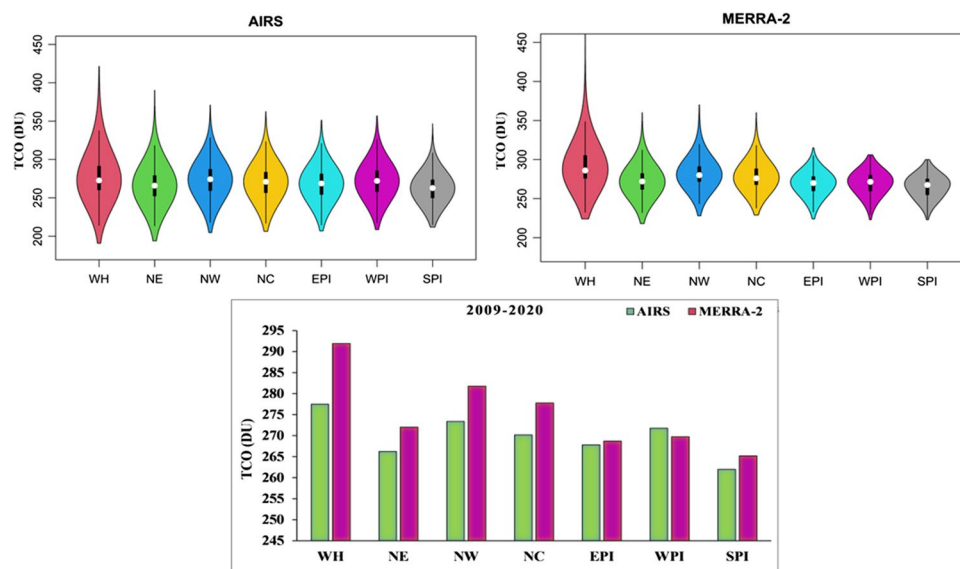 AIRS
TCO (DU)
450
400
350
300
250
200
WH NE NW NC EPI WPI SPI
MERRA-2
TCO (DU)
450
400
350
300
250
200
WH NE NW NC EPI WPI SPI
2009-2020
AIRS MERRA-2
TCO (DU)
295
290
285
280
275
270
265
260
255
250
245
WH NE NW NC EPI WPI SPI